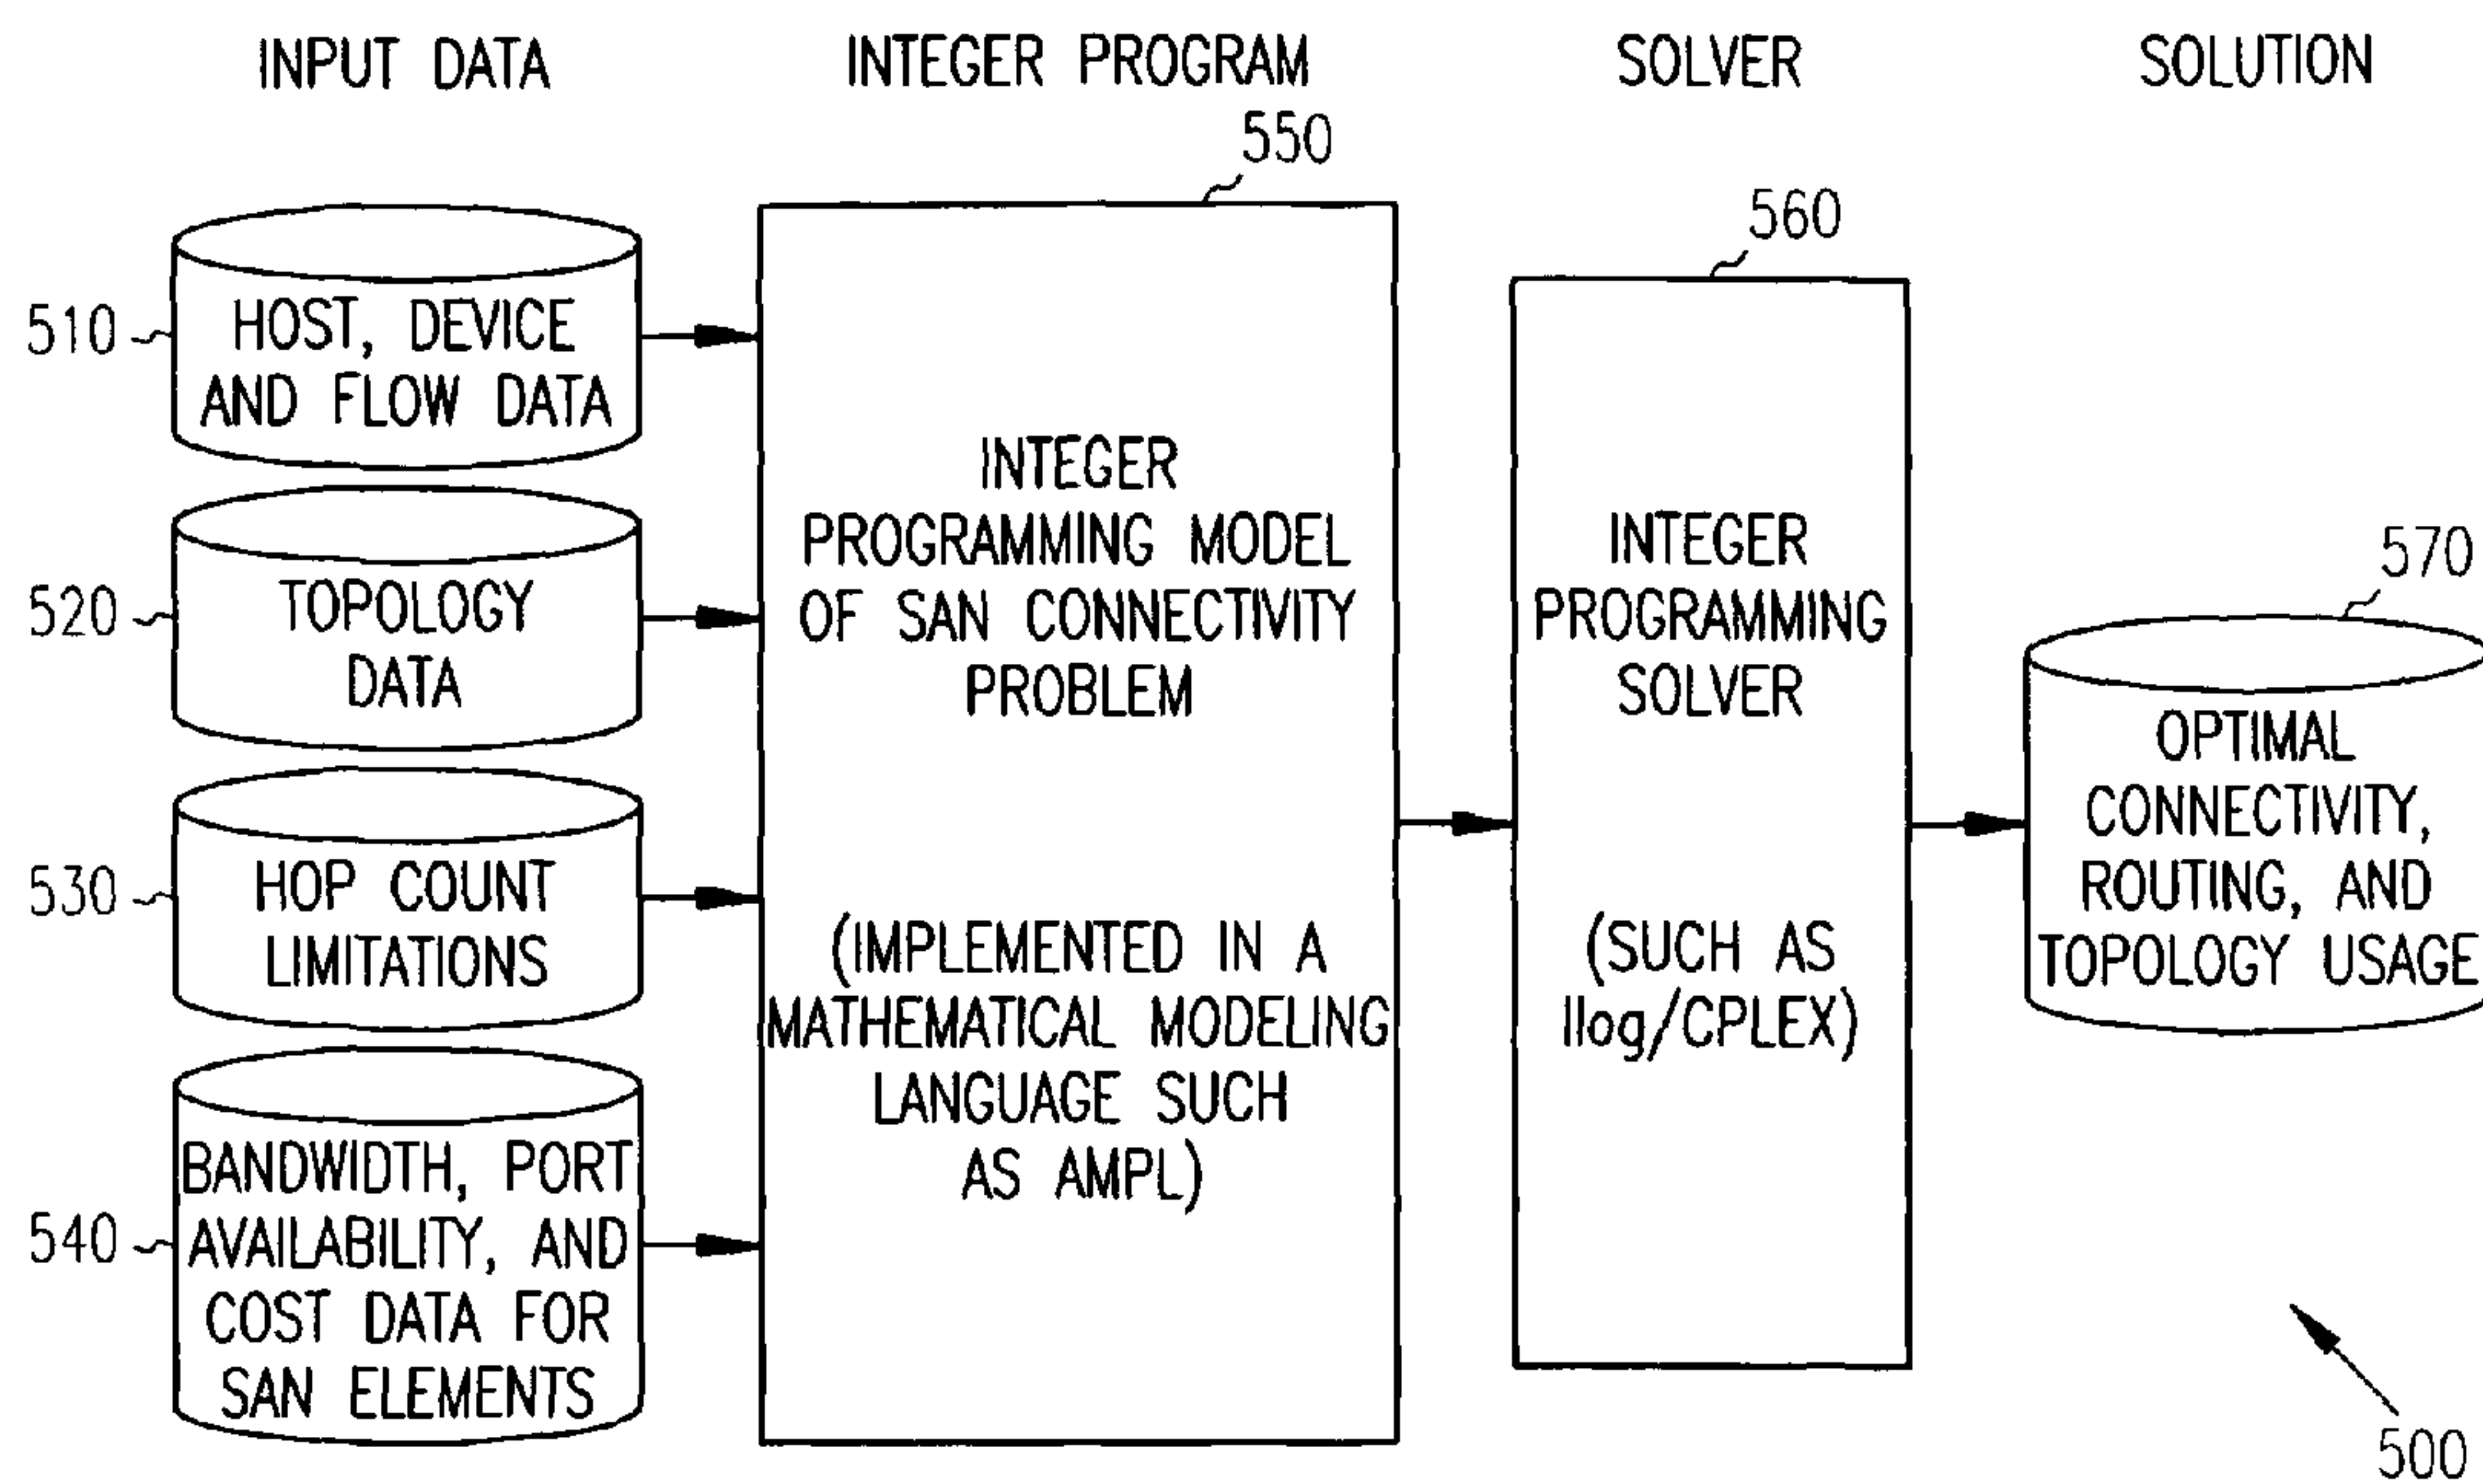 INPUT DATA
INTEGER PROGRAM
SOLVER
SOLUTION
550
560
570
510
HOST, DEVICE
AND FLOW DATA
520
TOPOLOGY
DATA
530
HOP COUNT
LIMITATIONS
540
BANDWIDTH, PORT
AVAILABILITY, AND
COST DATA FOR
SAN ELEMENTS
INTEGER
PROGRAMMING MODEL
OF SAN CONNECTIVITY
PROBLEM
(IMPLEMENTED IN A
MATHEMATICAL MODELING
LANGUAGE SUCH
AS AMPL)
INTEGER
PROGRAMMING
SOLVER
(SUCH AS
Ilog/CPLEX)
OPTIMAL
CONNECTIVITY,
ROUTING, AND
TOPOLOGY USAGE
500